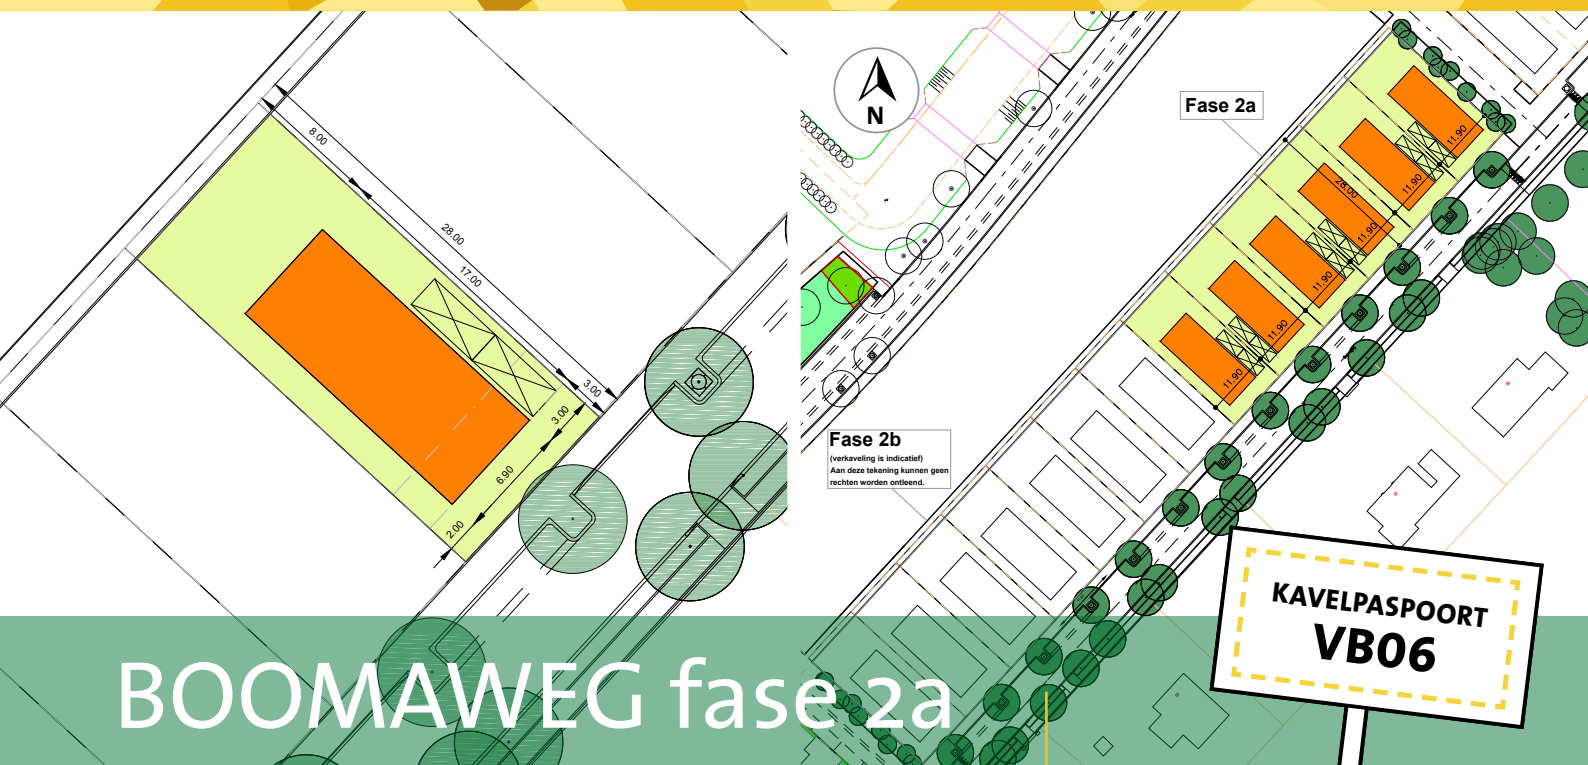 8.00
28.00
17.00
3.00
3.00
6.90
2.00
N
Fase 2a
11.90
11.90
28.00
11.90
11.90
11.90
11.90
Fase 2b
(verkaveling is indicatief)
Aan deze tekening kunnen geen
rechten worden ontleend.
KAVELPASPOORT
VB06
BOOMAWEG fase 2a